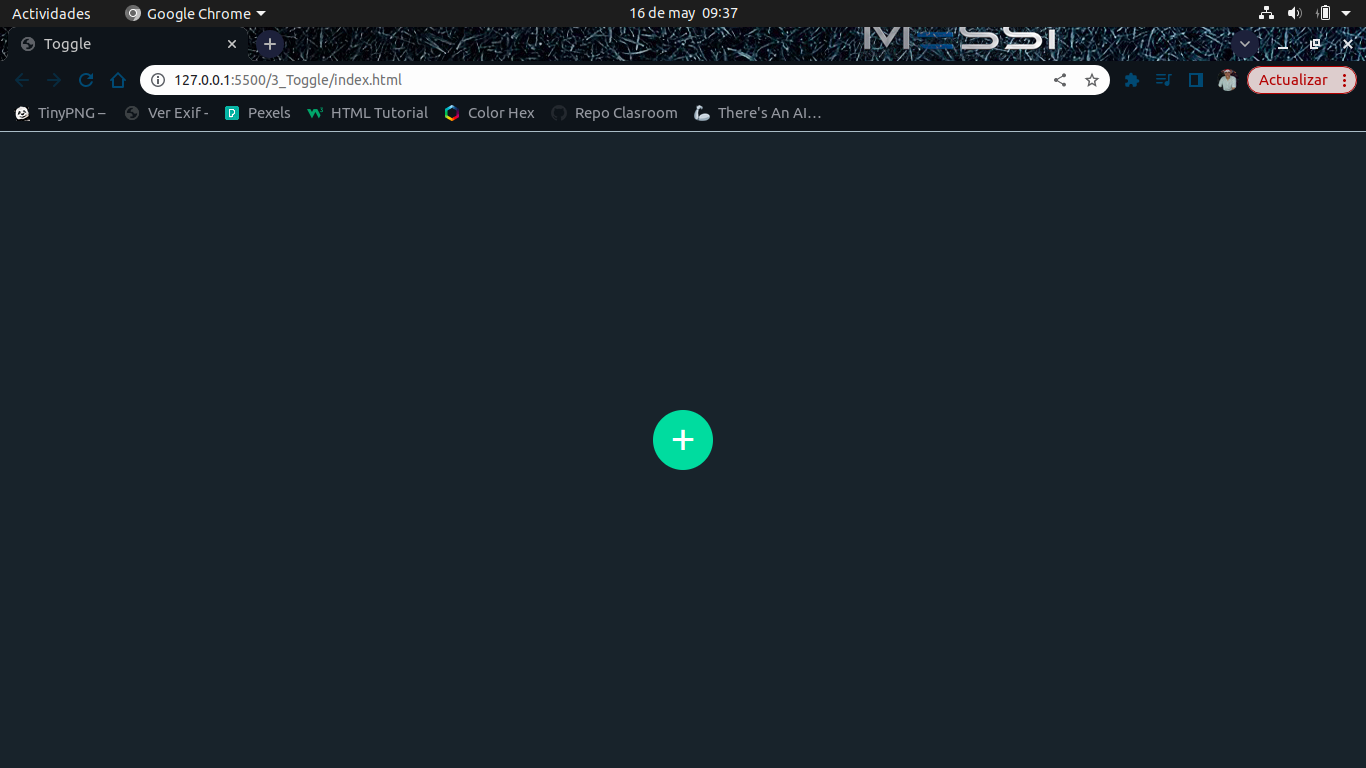 Actividades Google Chrome 16 de may 09:37
MESSI
Toggle
127.0.0.1:5500/3_Toggle/index.html Actualizar
TinyPNG – Ver Exif - Pexels HTML Tutorial Color Hex Repo Clasroom There's An AI…
+